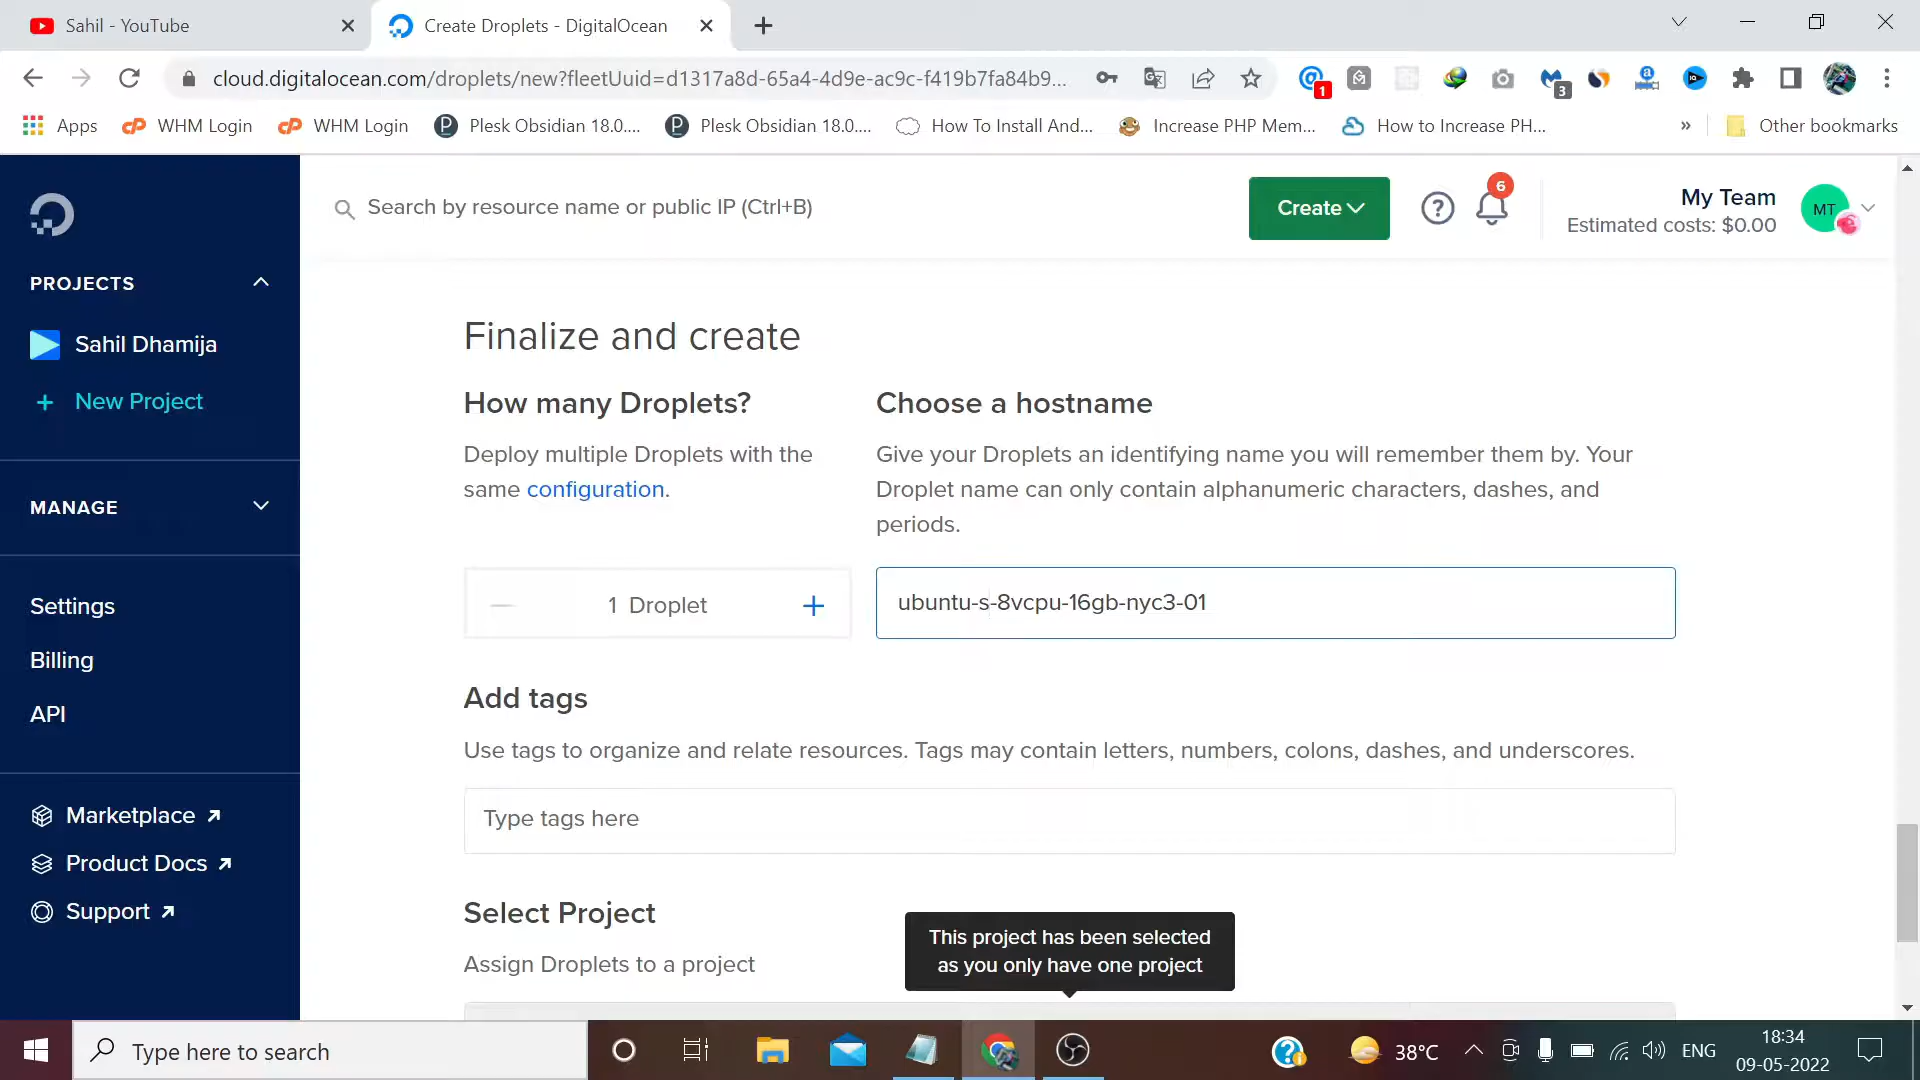 Sahil - YouTube
Create Droplets - DigitalOcean
cloud.digitalocean.com/droplets/new?fleetUuid=d1317a8d-65a4-4d9e-ac9c-f419b7fa84b9...
1
3
Apps
WHM Login
WHM Login
Plesk Obsidian 18.0....
Plesk Obsidian 18.0....
How To Install And...
Increase PHP Mem...
How to Increase PH...
»
Other bookmarks
Search by resource name or public IP (Ctrl+B)
Create
6
My Team
Estimated costs: $0.00
MT
PROJECTS
Sahil Dhamija
+ New Project
MANAGE
Settings
Billing
API
Marketplace
Product Docs
Support
Finalize and create
How many Droplets?
Deploy multiple Droplets with the
same configuration.
1 Droplet
Choose a hostname
Give your Droplets an identifying name you will remember them by. Your
Droplet name can only contain alphanumeric characters, dashes, and
periods.
ubuntu-s-8vcpu-16gb-nyc3-01
Add tags
Use tags to organize and relate resources. Tags may contain letters, numbers, colons, dashes, and underscores.
Type tags here
Select Project
Assign Droplets to a project
This project has been selected
as you only have one project
Type here to search
38°C
ENG
18:34
09-05-2022